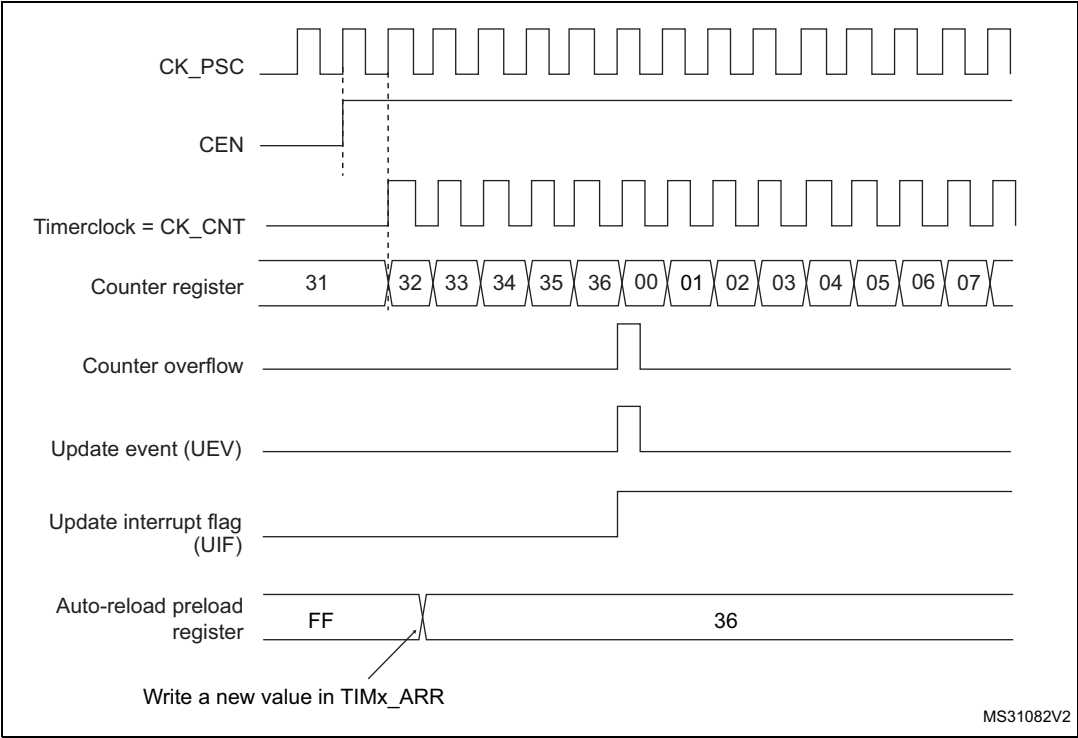 CK_PSC
CEN
Timerclock = CK_CNT
Counter register
31 32 33 34 35 36 00 01 02 03 04 05 06 07
Counter overflow
Update event (UEV)
Update interrupt flag
(UIF)
Auto-reload preload
register
FF 36
Write a new value in TIMx_ARR
MS31082V2